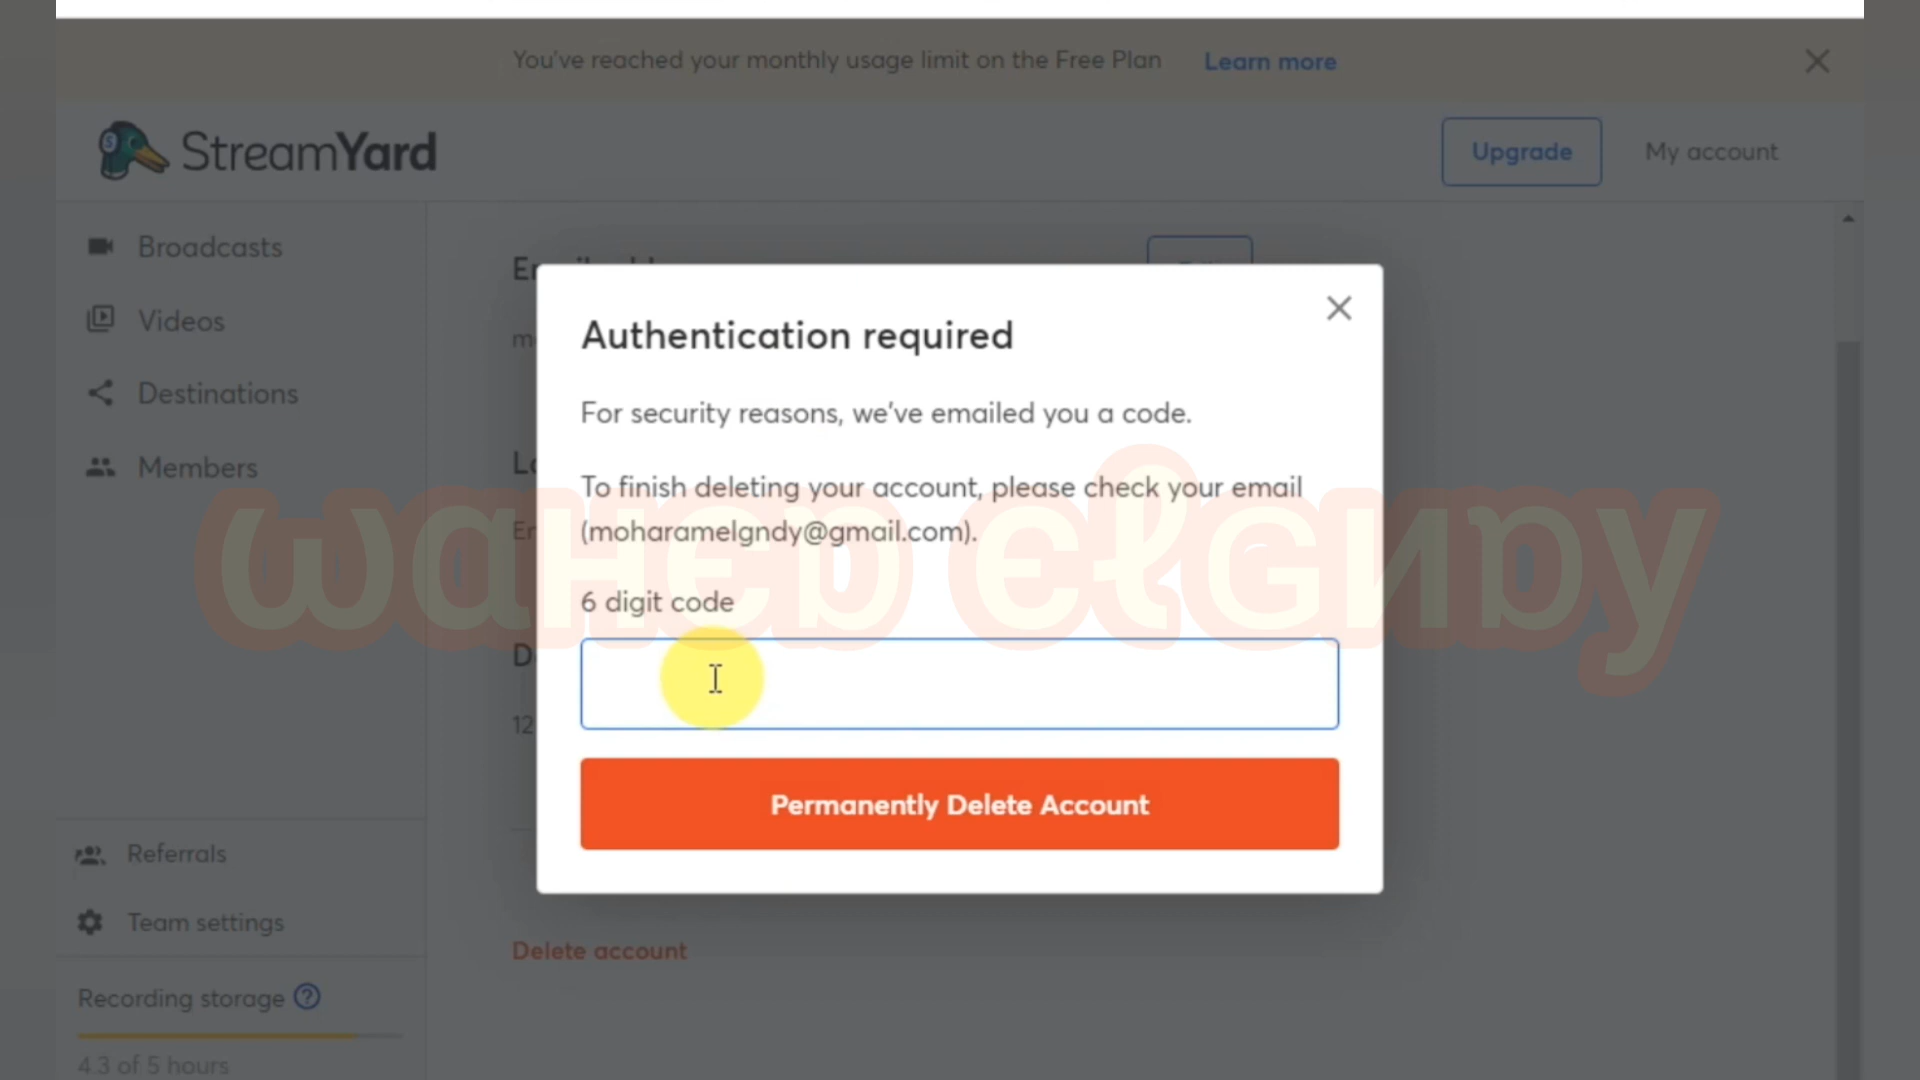 You've reached your monthly usage limit on the Free Plan Learn more
StreamYard
Upgrade
My account
Broadcasts
Videos
Destinations
Members
Authentication required
For security reasons, we've emailed you a code.
To finish deleting your account, please check your email
(moharamelgndy@gmail.com).
6 digit code
Permanently Delete Account
Delete account
Referrals
Team settings
Recording storage
4.3 of 5 hours